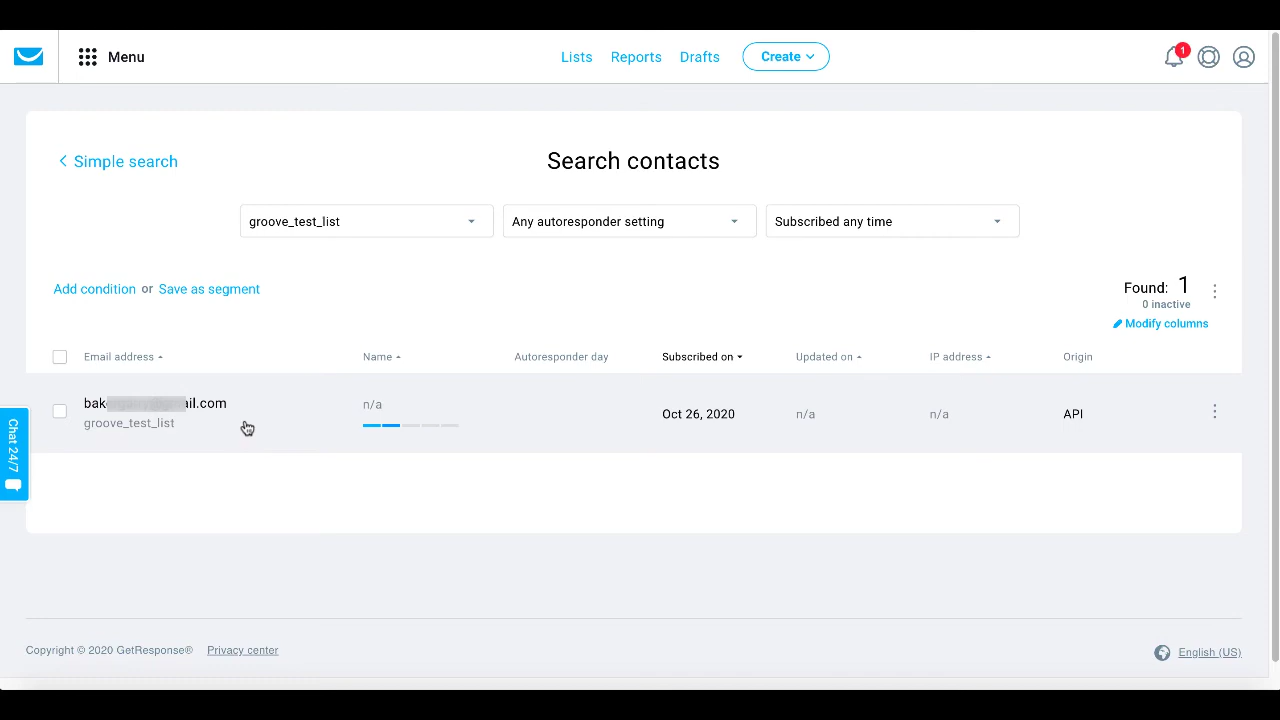 Menu
Lists
Reports
Drafts
Create
1
Simple search
Search contacts
groove_test_list
Any autoresponder setting
Subscribed any time
Add condition or Save as segment
Found: 1
0 inactive
Modify columns
Email address
Name
Autoresponder day
Subscribed on
Updated on
IP address
Origin
bak ail.com
groove_test_list
n/a
Oct 26, 2020
n/a
n/a
API
Chat 24/7
Copyright © 2020 GetResponse®
Privacy center
English (US)